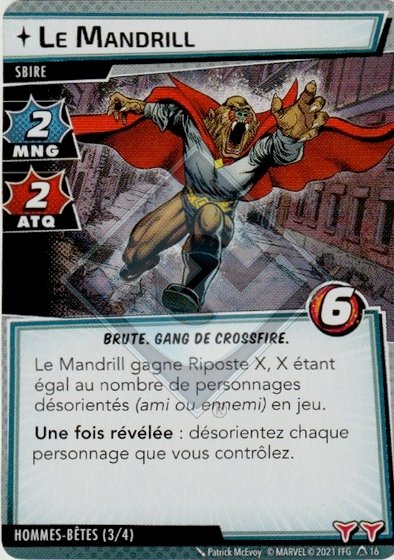 LE MANDRILL
SBIRE
2
MNG
2
ATQ
6
BRUTE. GANG DE CROSSFIRE.
Le Mandrill gagne Riposte X, X étant
égal au nombre de personnages
désorientés (ami ou ennemi) en jeu.
Une fois révélée : désorientez chaque
personnage que vous contrôlez.
HOMMES-BÊTES (3/4)
Patrick McEvoy © MARVEL © 2021 FFG 16